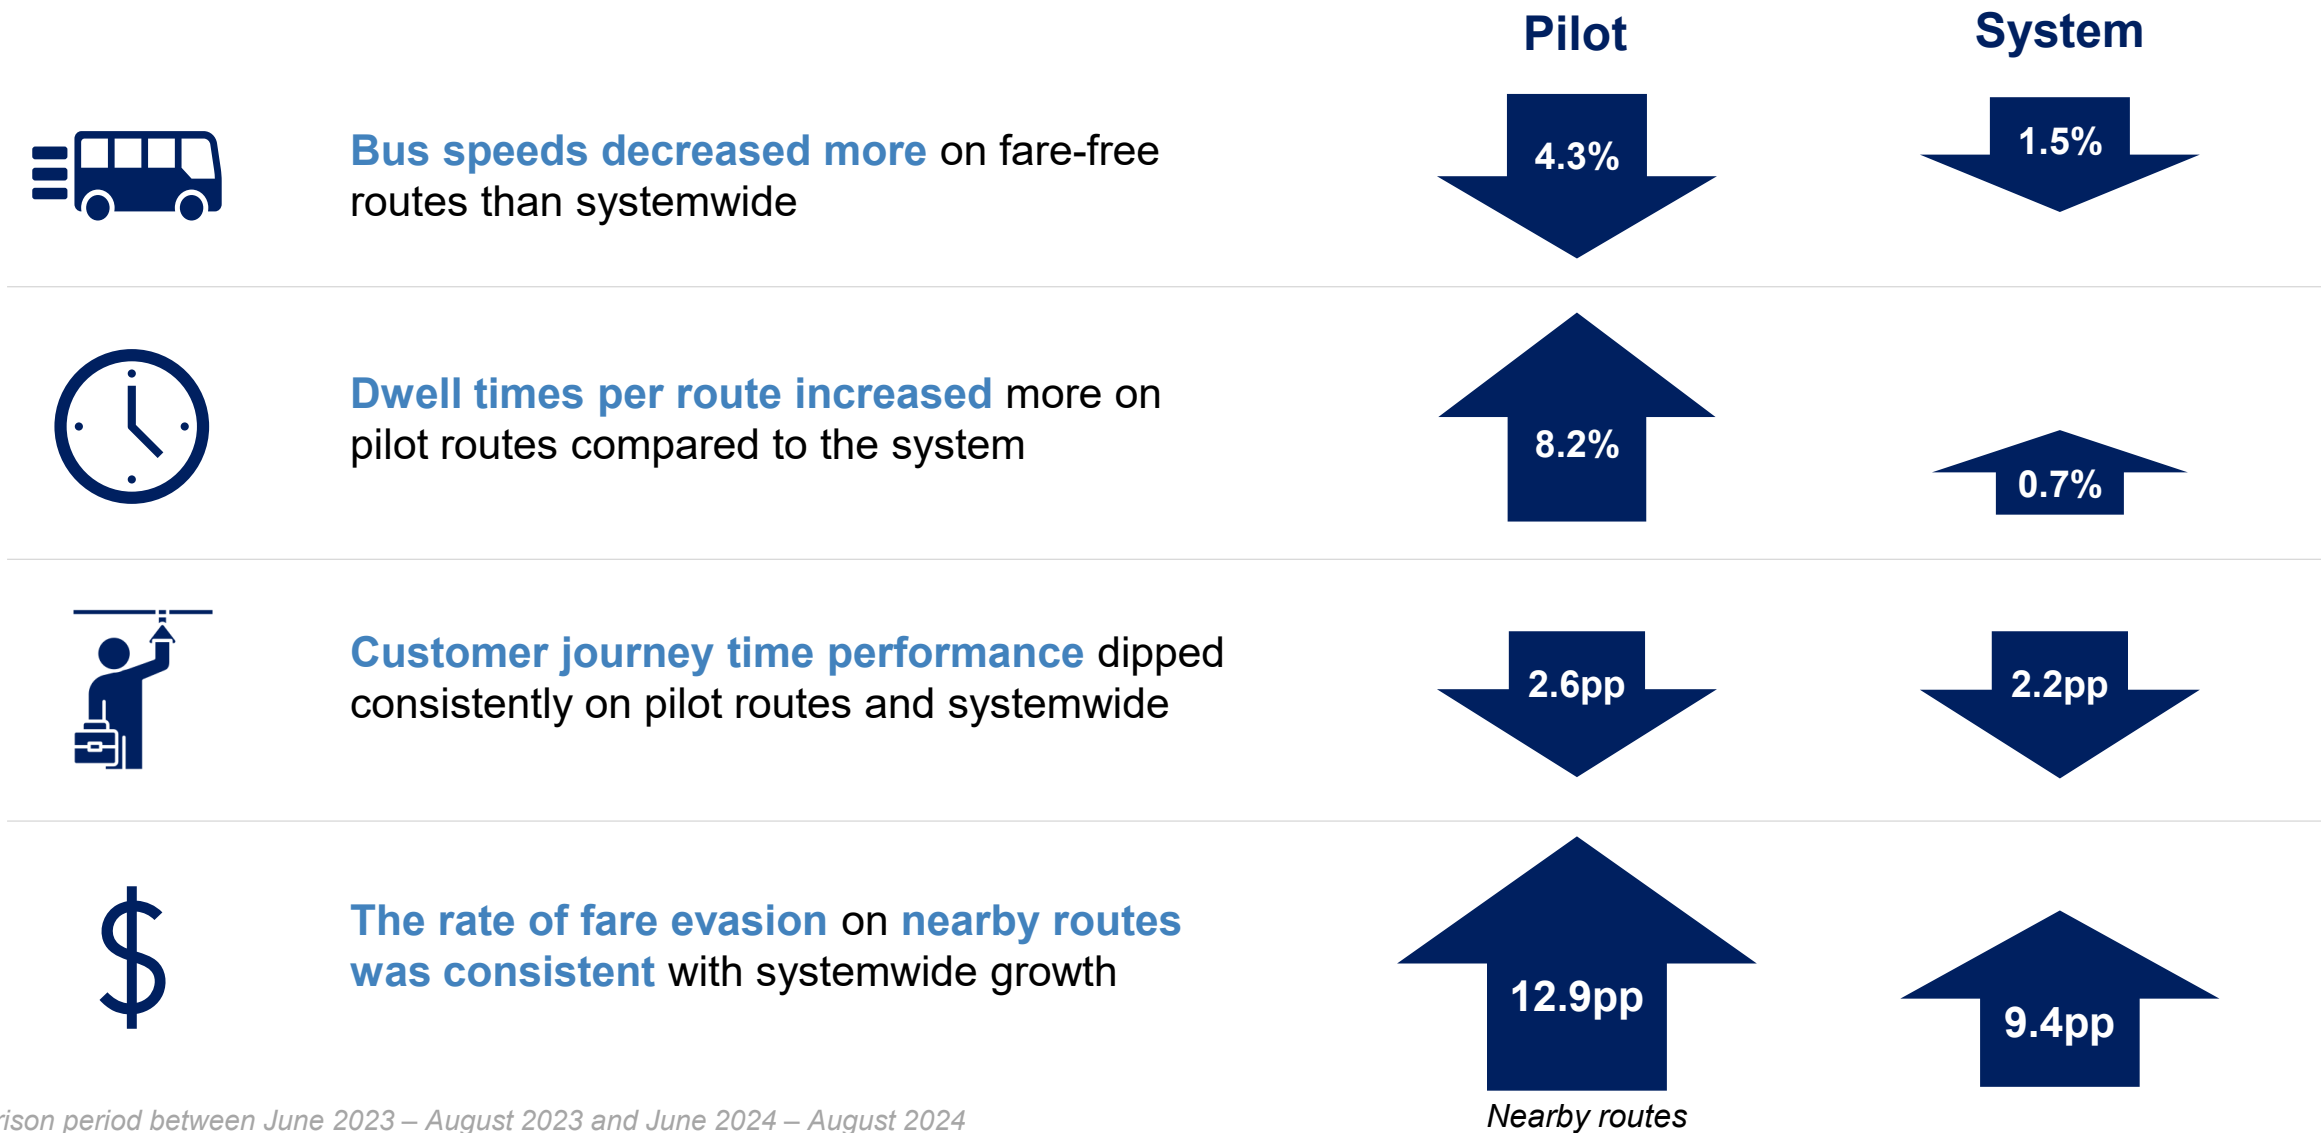 Pilot
System
Bus speeds decreased more on fare-free
routes than systemwide
4.3%
1.5%
Dwell times per route increased more on
pilot routes compared to the system
8.2%
0.7%
Customer journey time performance dipped
consistently on pilot routes and systemwide
2.6pp
2.2pp
The rate of fare evasion on nearby routes
was consistent with systemwide growth
12.9pp
9.4pp
Nearby routes
period between June 2023 – August 2023 and June 2024 – August 2024